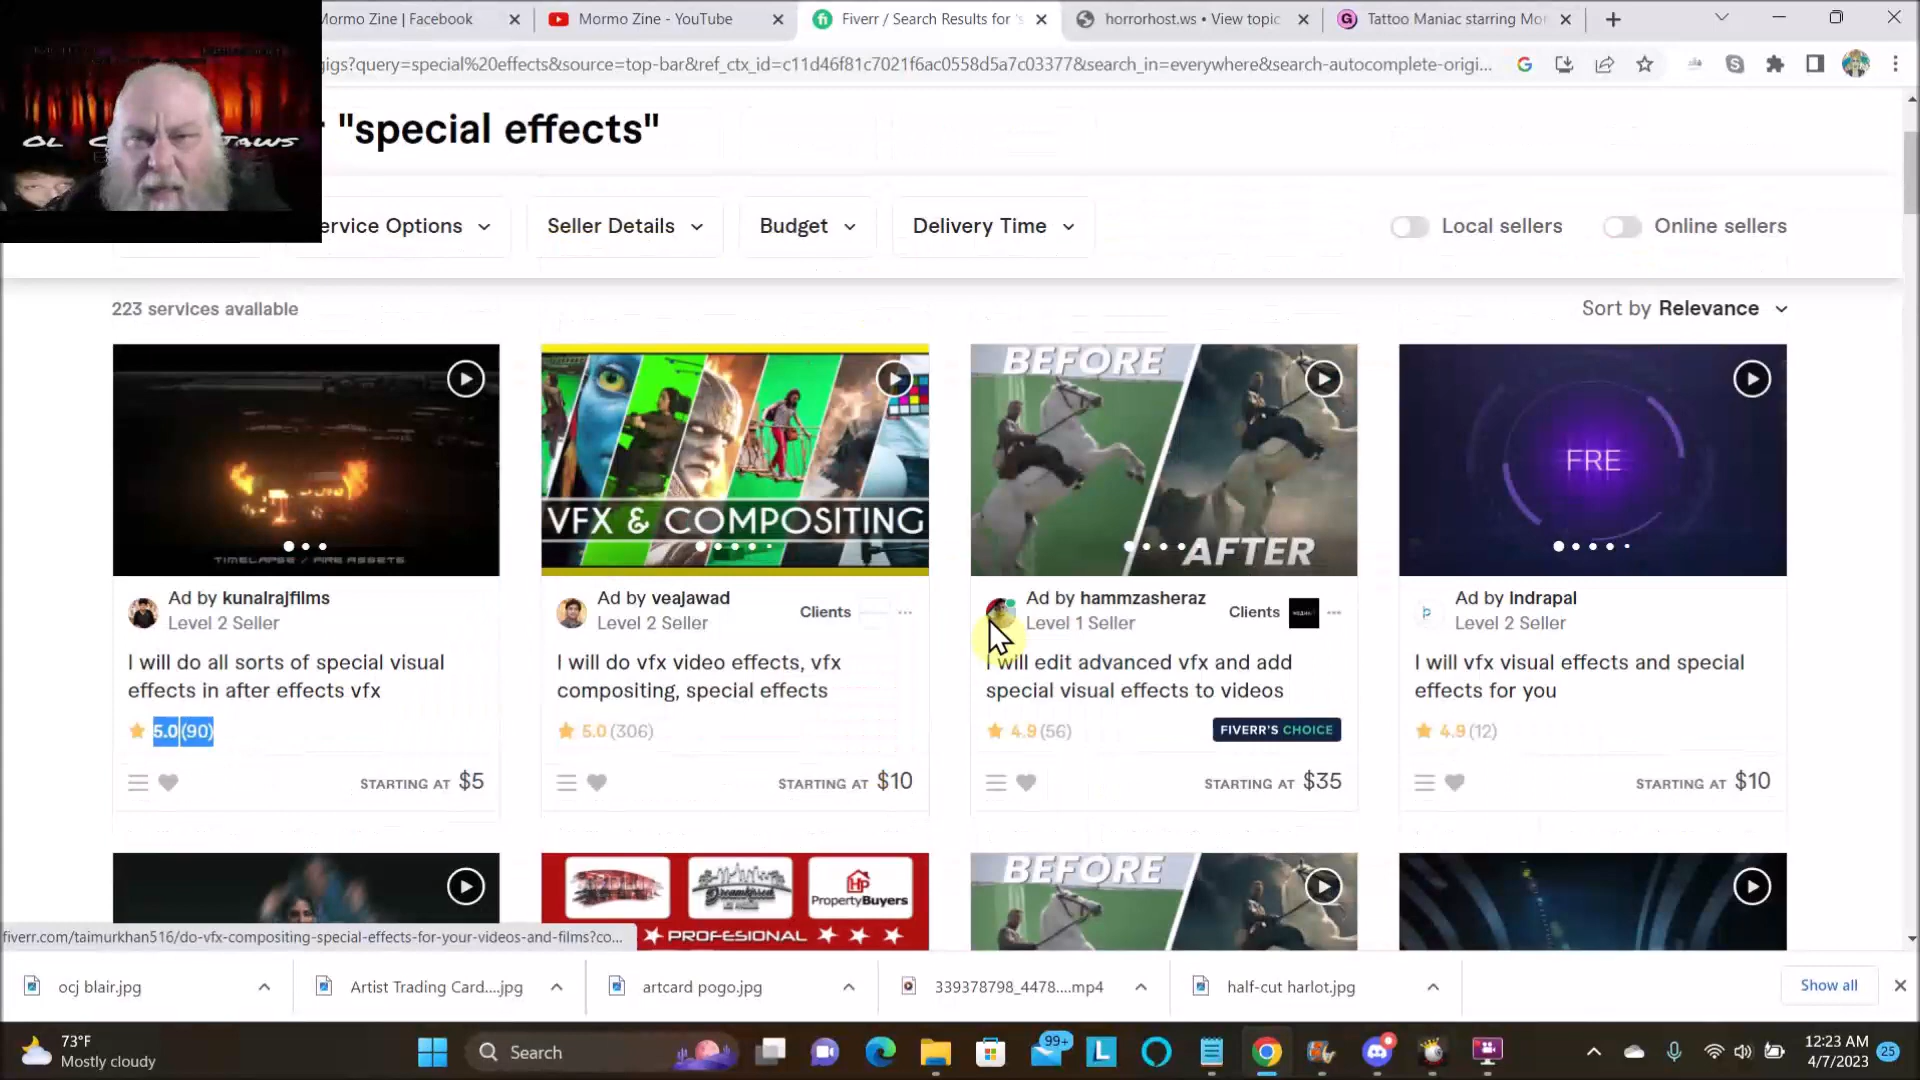 Mormo Zine | Facebook
Mormo Zine - YouTube
Fiverr / Search Results for 's
horrorhost.ws • View topic
Tattoo Maniac starring Mo
gigs?query=special%20effects&source=top-bar&ref_ctx_id=c11d46f81c7021f6ac0558d5a7c03377&search_in=everywhere&search-autocomplete-origi...
OL C JAWS
r "special effects"
ervice Options
Seller Details
Budget
Delivery Time
Local sellers
Online sellers
223 services available
Sort by Relevance
TIMELAPSE / FIRE ASSETS
VFX & COMPOSITING
BEFORE
AFTER
FRE
Ad by kunalrajfilms
Level 2 Seller
I will do all sorts of special visual
effects in after effects vfx
5.0 (90)
STARTING AT $5
Ad by veajawad
Level 2 Seller
Clients
I will do vfx video effects, vfx
compositing, special effects
5.0 (306)
STARTING AT $10
Ad by hammzasheraz
Level 1 Seller
Clients
I will edit advanced vfx and add
special visual effects to videos
4.9 (56)
FIVERR'S CHOICE
STARTING AT $35
Ad by Indrapal
Level 2 Seller
I will vfx visual effects and special
effects for you
4.9 (12)
STARTING AT $10
PropertyBuyers
PROFESIONAL
BEFORE
fiverr.com/taimurkhan516/do-vfx-compositing-special-effects-for-your-videos-and-films?co...
ocj blair.jpg
Artist Trading Card....jpg
artcard pogo.jpg
339378798_4478....mp4
half-cut harlot.jpg
Show all
73°F
Mostly cloudy
Search
99+
12:23 AM
4/7/2023
25